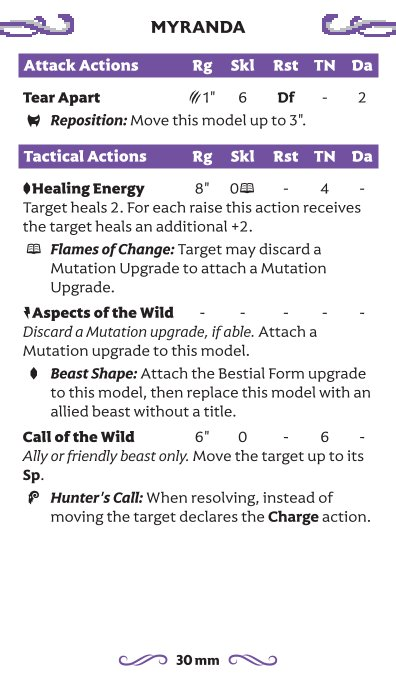 MYRANDA
Attack Actions Rg Skl Rst TN Da
Tear Apart 1" 6 Df - 2
Reposition: Move this model up to 3".
Tactical Actions Rg Skl Rst TN Da
Healing Energy 8" 0 - 4 -
Target heals 2. For each raise this action receives
the target heals an additional +2.
Flames of Change: Target may discard a
Mutation Upgrade to attach a Mutation
Upgrade.
Aspects of the Wild - - - - -
Discard a Mutation upgrade, if able. Attach a
Mutation upgrade to this model.
Beast Shape: Attach the Bestial Form upgrade
to this model, then replace this model with an
allied beast without a title.
Call of the Wild 6" 0 - 6 -
Ally or friendly beast only. Move the target up to its
Sp.
Hunter's Call: When resolving, instead of
moving the target declares the Charge action.
30 mm